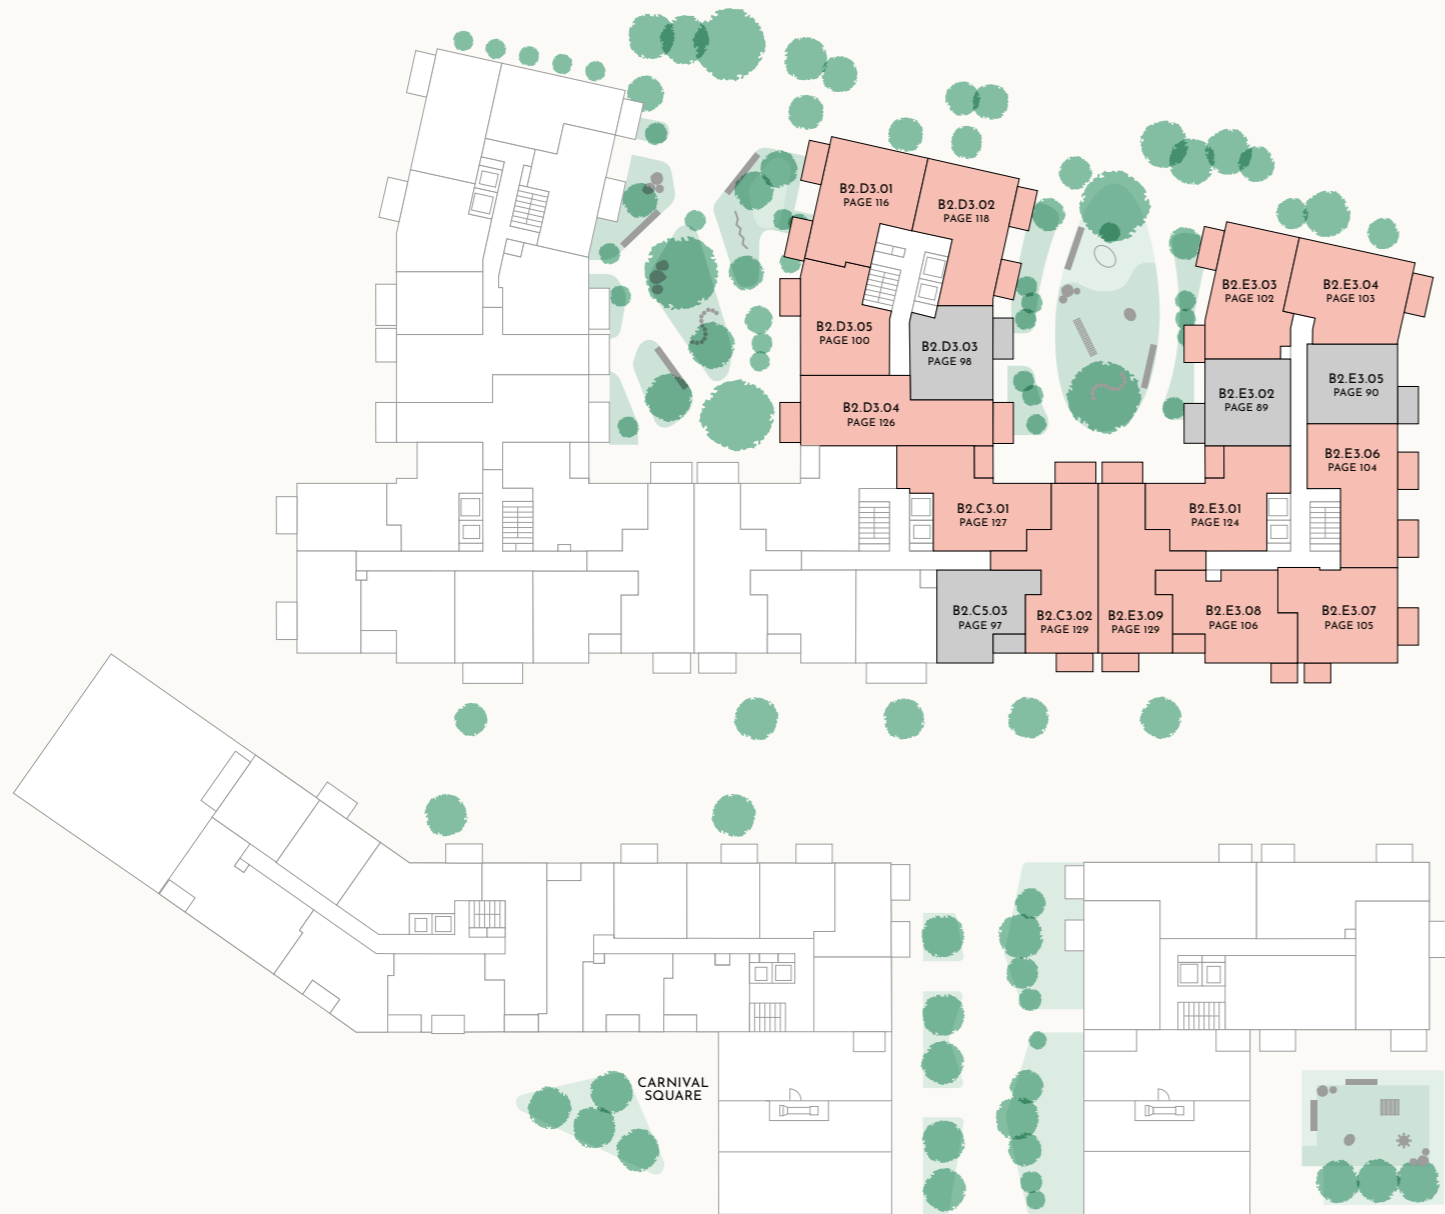 B2.D3.01
PAGE 116
B2.D3.02
PAGE 118
B2.E3.03
PAGE 102
B2.E3.04
PAGE 103
B2.D3.05
PAGE 100
B2.D3.03
PAGE 98
B2.E3.02
PAGE 89
B2.E3.05
PAGE 90
B2.D3.04
PAGE 126
B2.E3.06
PAGE 104
B2.C3.01
PAGE 127
B2.E3.01
PAGE 124
B2.C5.03
PAGE 97
B2.C3.02
PAGE 129
B2.E3.09
PAGE 129
B2.E3.08
PAGE 106
B2.E3.07
PAGE 105
CARNIVAL
SQUARE